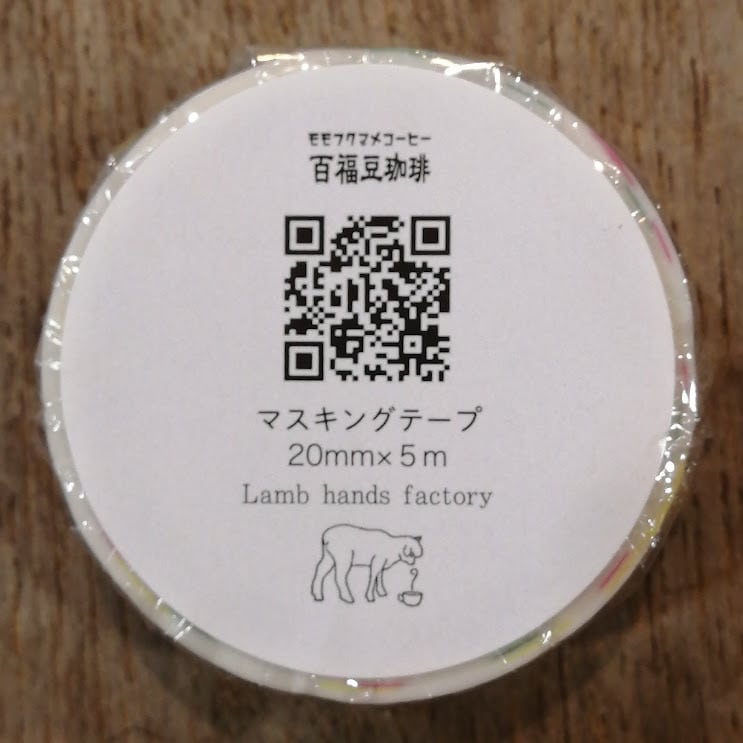 モモフクマメコーヒー
百福豆珈琲
マスキングテープ
20mm×5m
Lamb hands factory